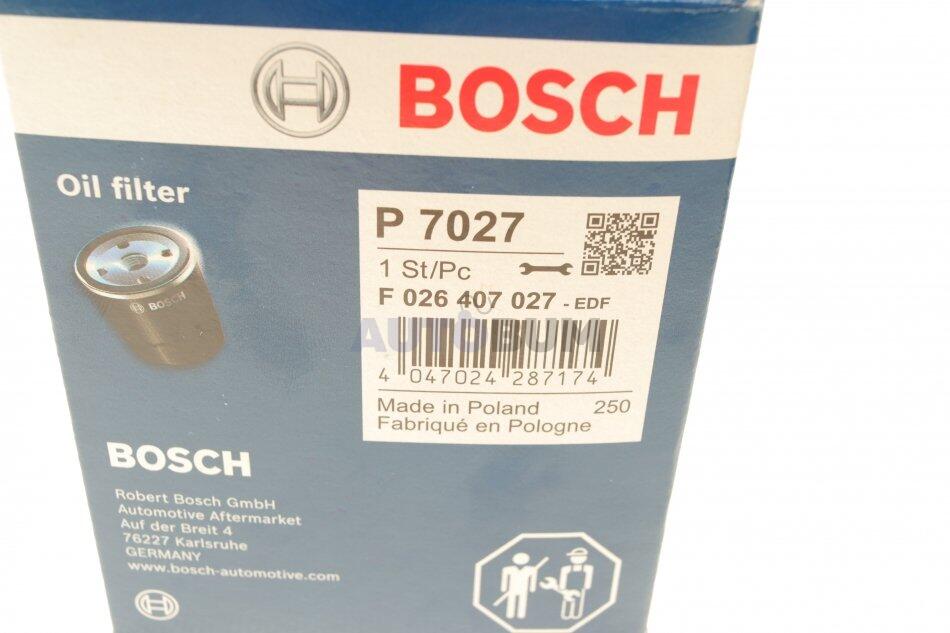 BOSCH
Oil filter
BOSCH
P 7027
1 St/Pc
F 026 407 027 - EDF
AUTOBUM
4 047024 287174
Made in Poland 250
Fabriqué en Pologne
BOSCH
Robert Bosch GmbH
Automotive Aftermarket
Auf der Breit 4
76227 Karlsruhe
GERMANY
www.bosch-automotive.com